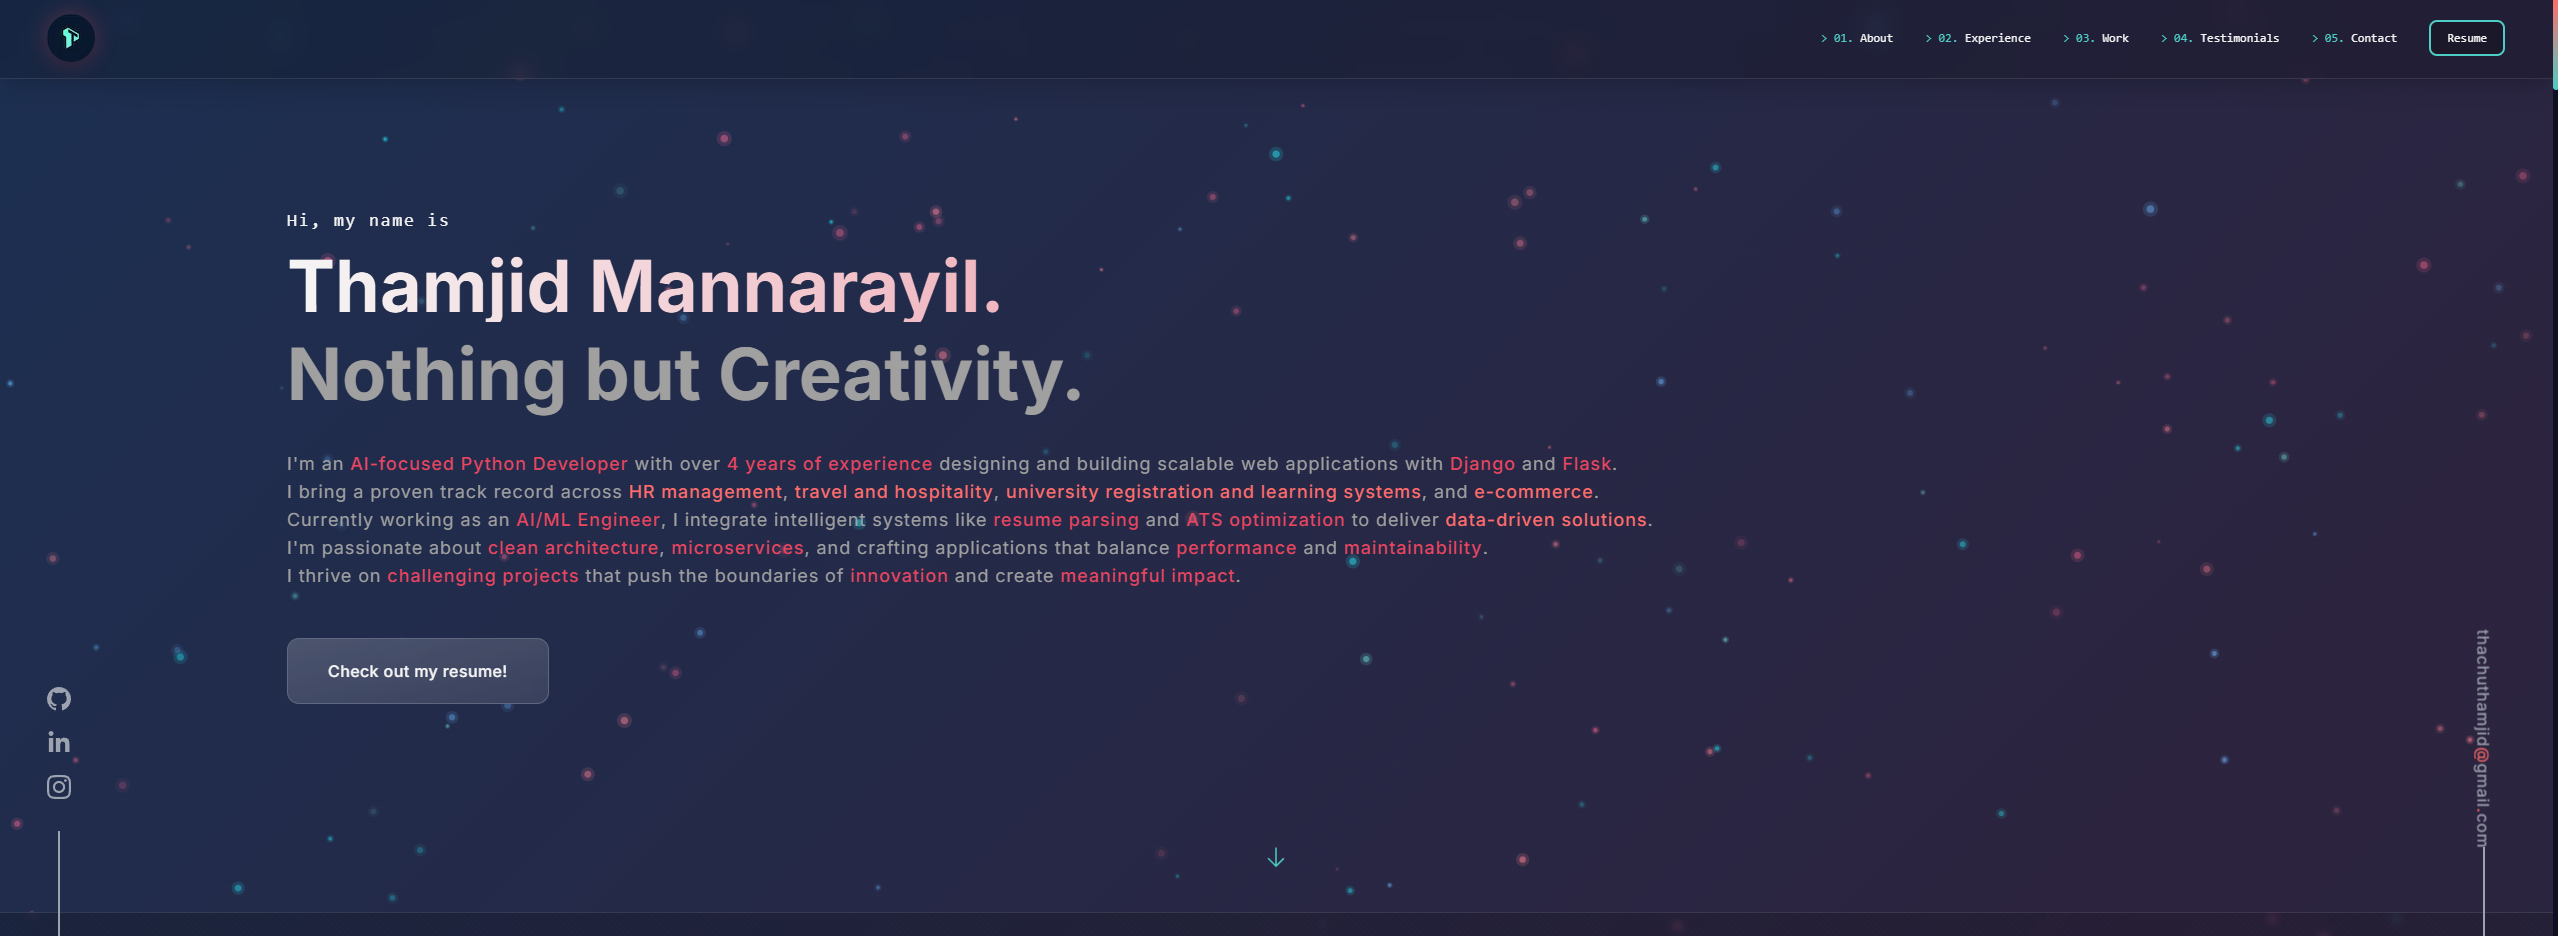 > 01. About > 02. Experience > 03. Work > 04. Testimonials > 05. Contact Resume
Hi, my name is
Thamjid Mannarayil.
Nothing but Creativity.
I'm an AI-focused Python Developer with over 4 years of experience designing and building scalable web applications with Django and Flask.
I bring a proven track record across HR management, travel and hospitality, university registration and learning systems, and e-commerce.
Currently working as an AI/ML Engineer, I integrate intelligent systems like resume parsing and ATS optimization to deliver data-driven solutions.
I'm passionate about clean architecture, microservices, and crafting applications that balance performance and maintainability.
I thrive on challenging projects that push the boundaries of innovation and create meaningful impact.
Check out my resume!
thachuthamjid@gmail.com